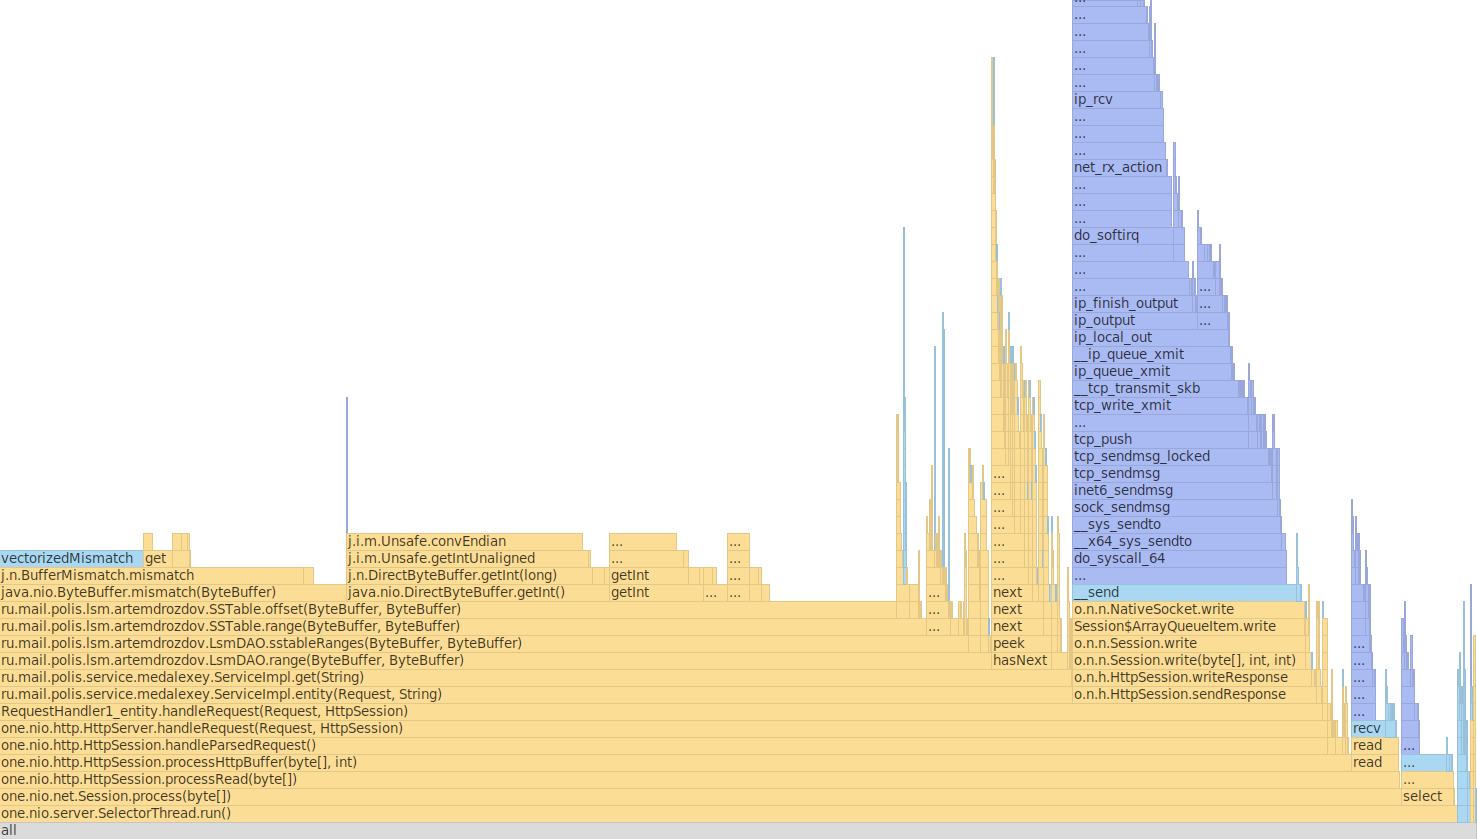 ...
...
...
...
...
...
ip_rcv
...
...
...
net_rx_action
...
...
...
do_softirq
...
...
... ...
ip_finish_output ...
ip_output ...
ip_local_out
__ip_queue_xmit
ip_queue_xmit
__tcp_transmit_skb
tcp_write_xmit
...
tcp_push
tcp_sendmsg_locked
... tcp_sendmsg
... inet6_sendmsg
... sock_sendmsg
... __sys_sendto
j.i.m.Unsafe.convEndian ... ... ... __x64_sys_sendto
vectorizedMismatch get j.i.m.Unsafe.getIntUnaligned ... ... ... do_syscall_64
j.n.BufferMismatch.mismatch j.n.DirectByteBuffer.getInt(long) getInt ... ... ...
java.nio.ByteBuffer.mismatch(ByteBuffer) java.nio.DirectByteBuffer.getInt() getInt ... ... ... next __send
ru.mail.polis.lsm.artemdrozdov.SSTable.offset(ByteBuffer, ByteBuffer) ... next o.n.n.NativeSocket.write
ru.mail.polis.lsm.artemdrozdov.SSTable.range(ByteBuffer, ByteBuffer) ... next Session$ArrayQueueItem.write
ru.mail.polis.lsm.artemdrozdov.LsmDAO.sstableRanges(ByteBuffer, ByteBuffer) peek o.n.n.Session.write ...
ru.mail.polis.lsm.artemdrozdov.LsmDAO.range(ByteBuffer, ByteBuffer) hasNext o.n.n.Session.write(byte[], int, int) ...
ru.mail.polis.service.medalexey.ServiceImpl.get(String) o.n.h.HttpSession.writeResponse ...
ru.mail.polis.service.medalexey.ServiceImpl.entity(Request, String) o.n.h.HttpSession.sendResponse ...
RequestHandler1_entity.handleRequest(Request, HttpSession) ...
one.nio.http.HttpServer.handleRequest(Request, HttpSession) recv
one.nio.http.HttpSession.handleParsedRequest() read ...
one.nio.http.HttpSession.processHttpBuffer(byte[], int) read ...
one.nio.http.HttpSession.processRead(byte[]) ...
one.nio.net.Session.process(byte[]) select
one.nio.server.SelectorThread.run()
all